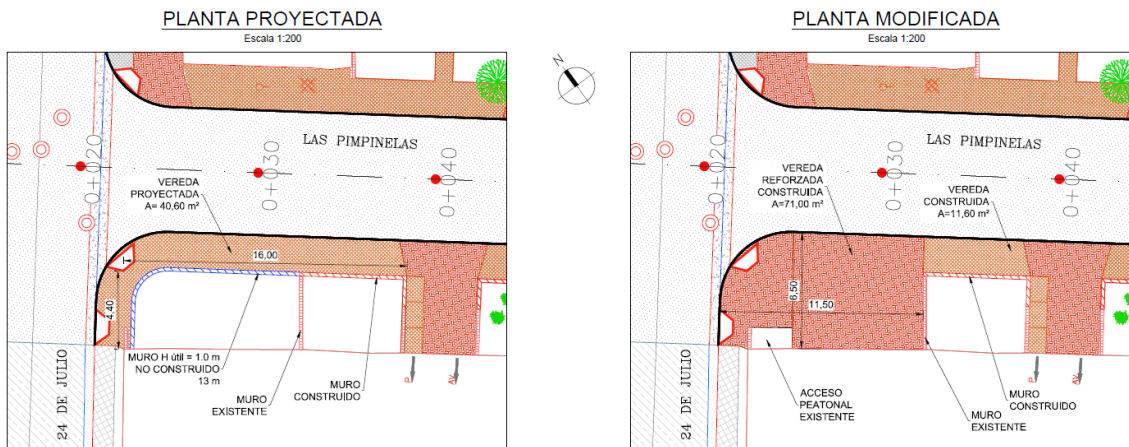 PLANTA PROYECTADA
Escala 1:200
LAS PIMPINELAS
0+020
0+030
0+040
VEREDA
PROYECTADA
A= 40,60 m²
16,00
4,40
MURO H útil = 1.0 m
NO CONSTRUIDO
13 m
MURO
EXISTENTE
MURO
CONSTRUIDO
P
AV
24 DE JULIO
N
PLANTA MODIFICADA
Escala 1:200
LAS PIMPINELAS
0+020
0+030
0+040
VEREDA
REFORZADA
CONSTRUIDA
A=71,00 m²
VEREDA
CONSTRUIDA
A=11,60 m²
6,50
11,50
ACCESO
PEATONAL
EXISTENTE
MURO
EXISTENTE
MURO
CONSTRUIDO
P
AV
24 DE JULIO